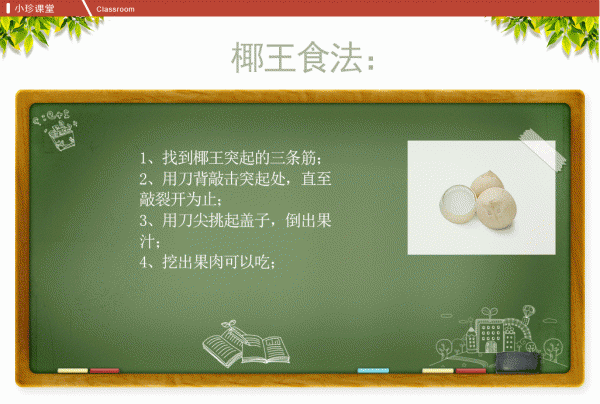 小珍课堂
Classroom
椰王食法：
1、找到椰王突起的三条筋；
2、用刀背敲击突起处，直至
敲裂开为止；
3、用刀尖挑起盖子，倒出果
汁；
4、挖出果肉可以吃；